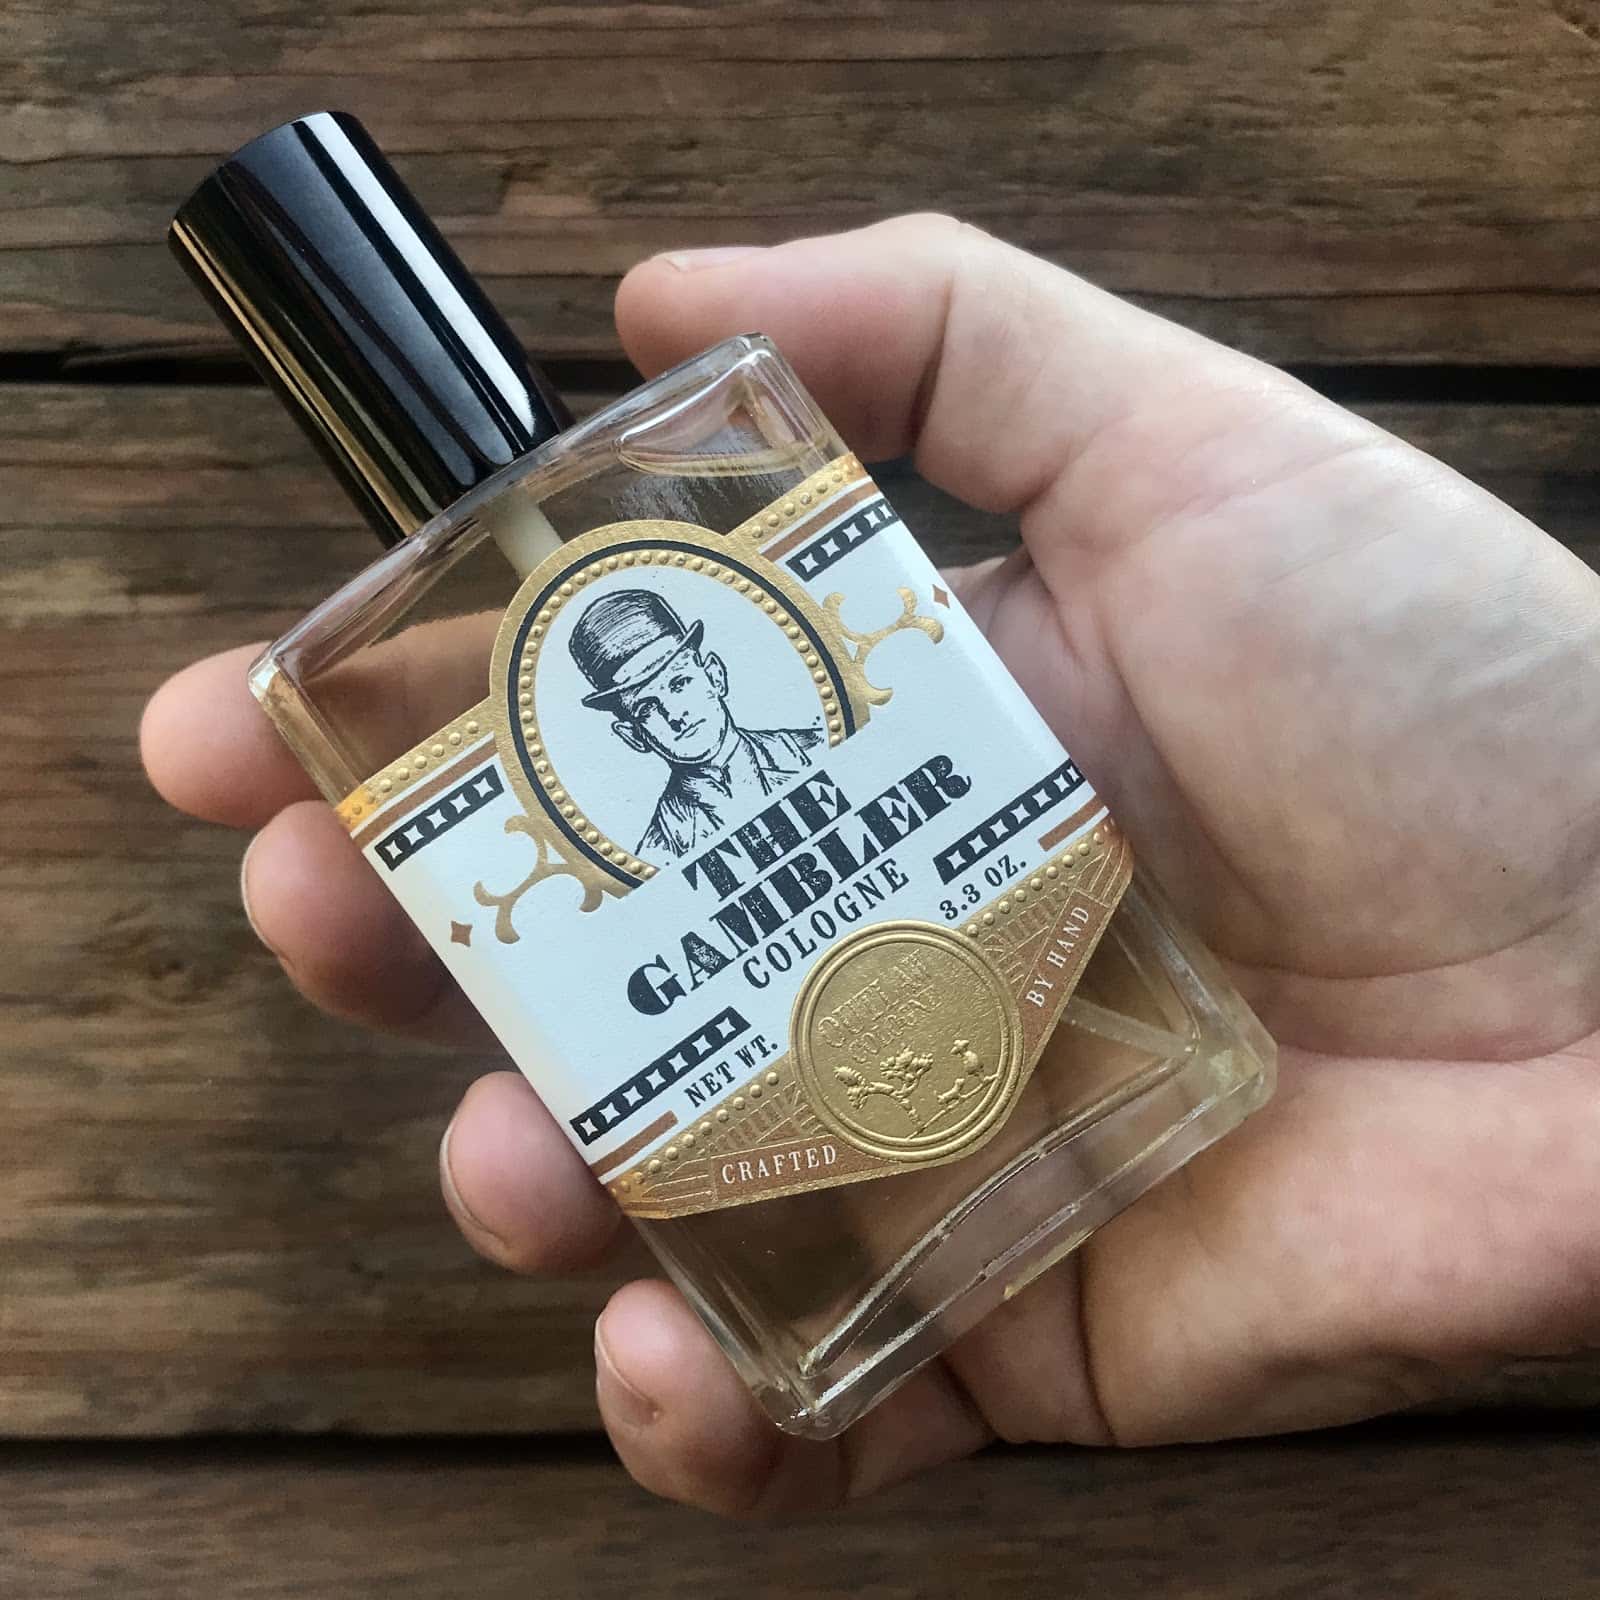 THE
GAMBLER
COLOGNE
NET WT. 3.3 OZ.
OUTLAW
COLOGNE
CRAFTED BY HAND